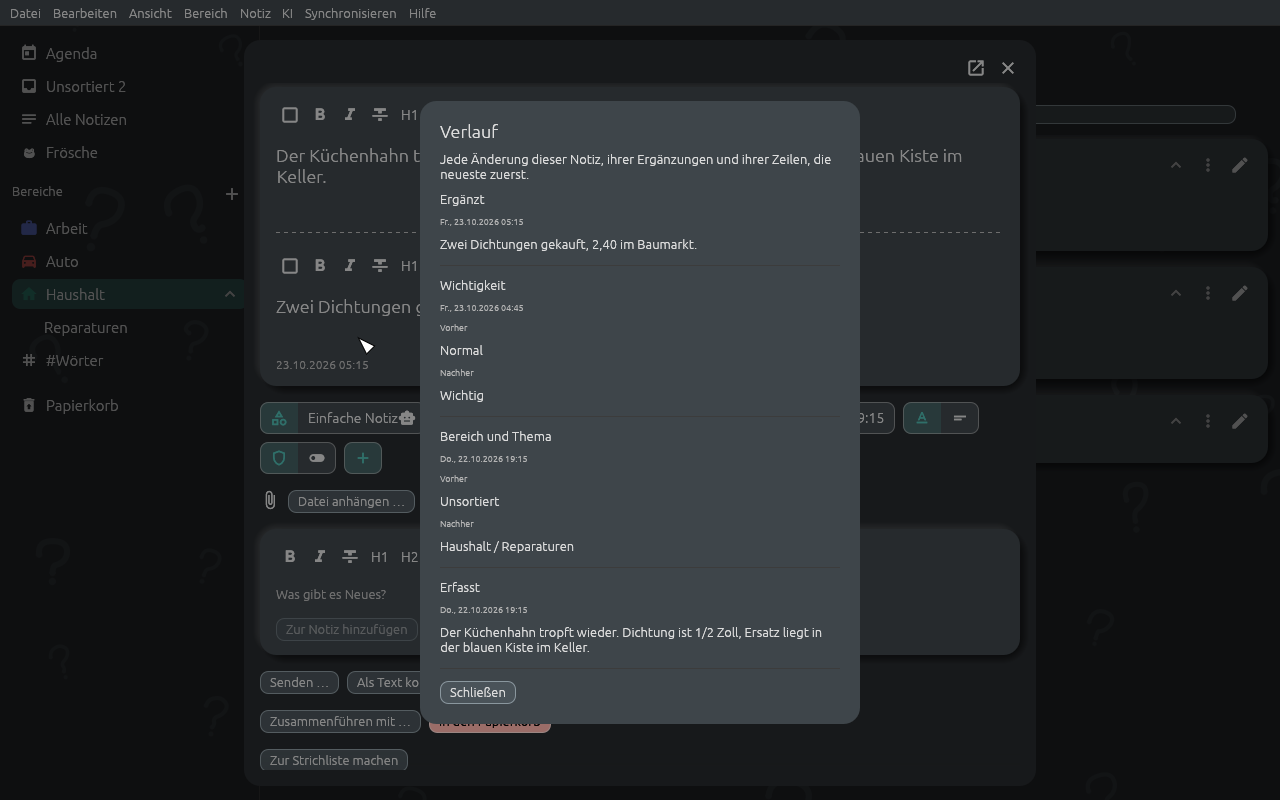 Datei Bearbeiten Ansicht Bereich Notiz KI Synchronisieren Hilfe
Agenda
Unsortiert 2
Alle Notizen
Frösche
Bereiche
Arbeit
Auto
Haushalt
Reparaturen
#Wörter
Papierkorb
B I H1
Der Küchenhahn t
auen Kiste im
Keller.
B I H1
Zwei Dichtungen g
23.10.2026 05:15
Einfache Notiz
9:15
Datei anhängen …
B I H1 H2
Was gibt es Neues?
Zur Notiz hinzufügen
Senden …
Als Text ko
Zusammenführen mit …
In den Papierkorb
Zur Strichliste machen
Verlauf
Jede Änderung dieser Notiz, ihrer Ergänzungen und ihrer Zeilen, die
neueste zuerst.
Ergänzt
Fr., 23.10.2026 05:15
Zwei Dichtungen gekauft, 2,40 im Baumarkt.
Wichtigkeit
Fr., 23.10.2026 04:45
Vorher
Normal
Nachher
Wichtig
Bereich und Thema
Do., 22.10.2026 19:15
Vorher
Unsortiert
Nachher
Haushalt / Reparaturen
Erfasst
Do., 22.10.2026 19:15
Der Küchenhahn tropft wieder. Dichtung ist 1/2 Zoll, Ersatz liegt in
der blauen Kiste im Keller.
Schließen